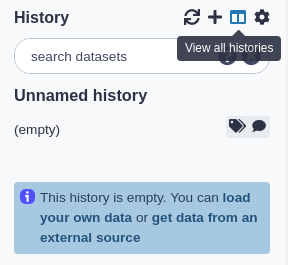 History
View all histories
search datasets
Unnamed history
(empty)
This history is empty. You can load
your own data or get data from an
external source